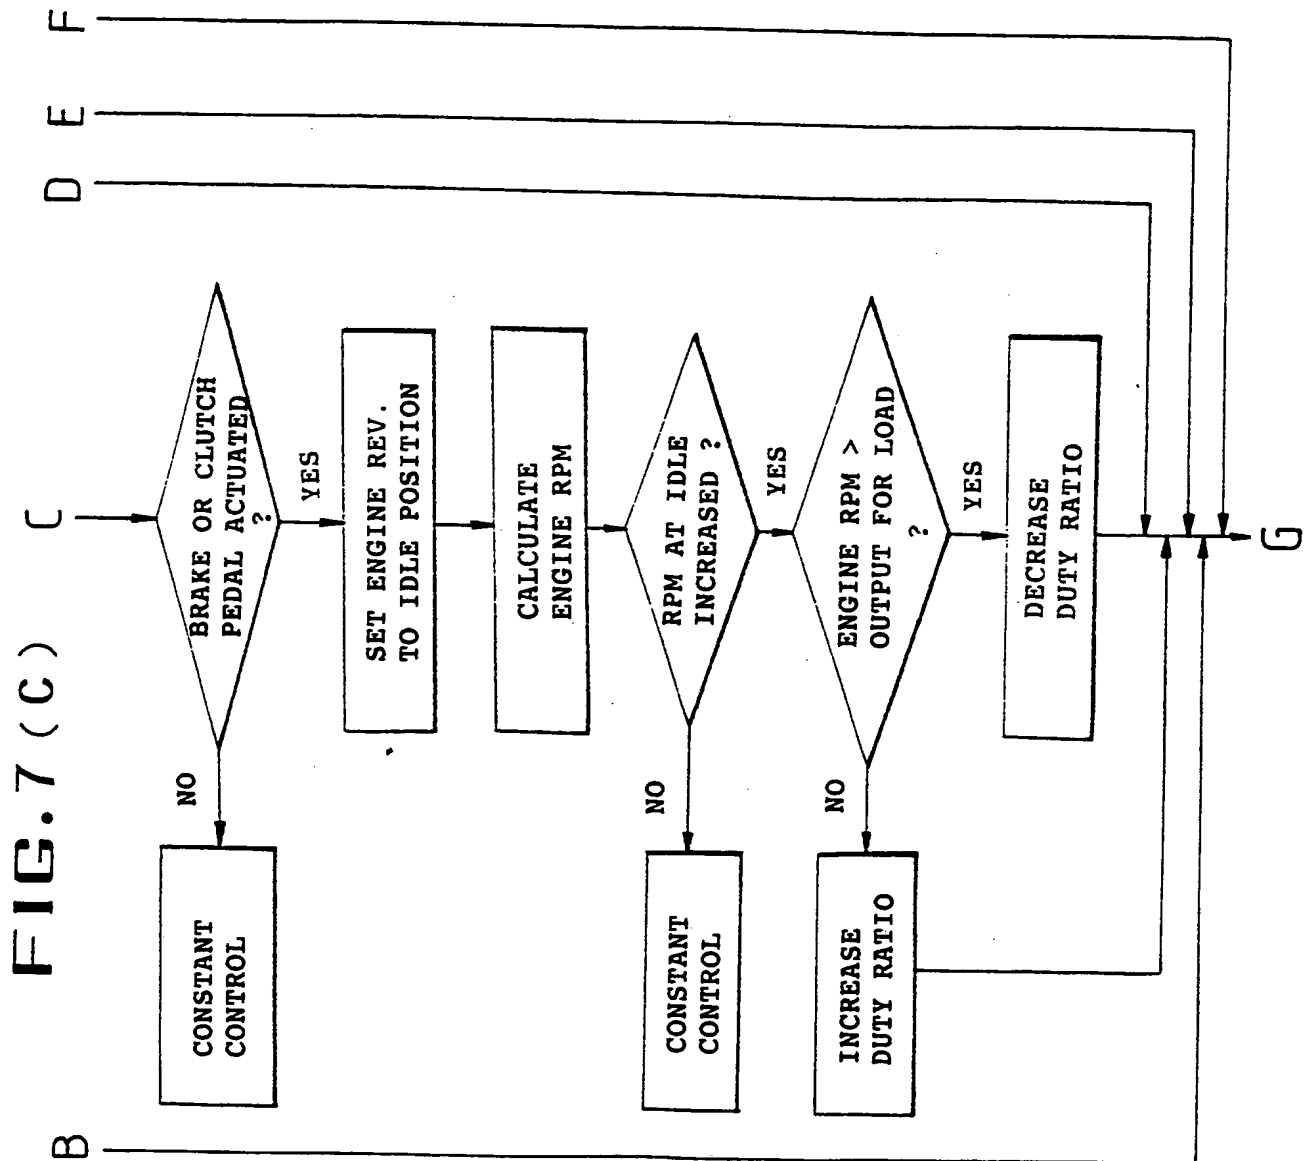 FIG.7 (C)
B
C
D
E
F
BRAKE OR CLUTCH
PEDAL ACTUATED
?
NO
YES
CONSTANT
CONTROL
SET ENGINE REV.
TO IDLE POSITION
CALCULATE
ENGINE RPM
RPM AT IDLE
INCREASED ?
NO
YES
CONSTANT
CONTROL
ENGINE RPM >
OUTPUT FOR LOAD
?
NO
YES
INCREASE
DUTY RATIO
DECREASE
DUTY RATIO
G